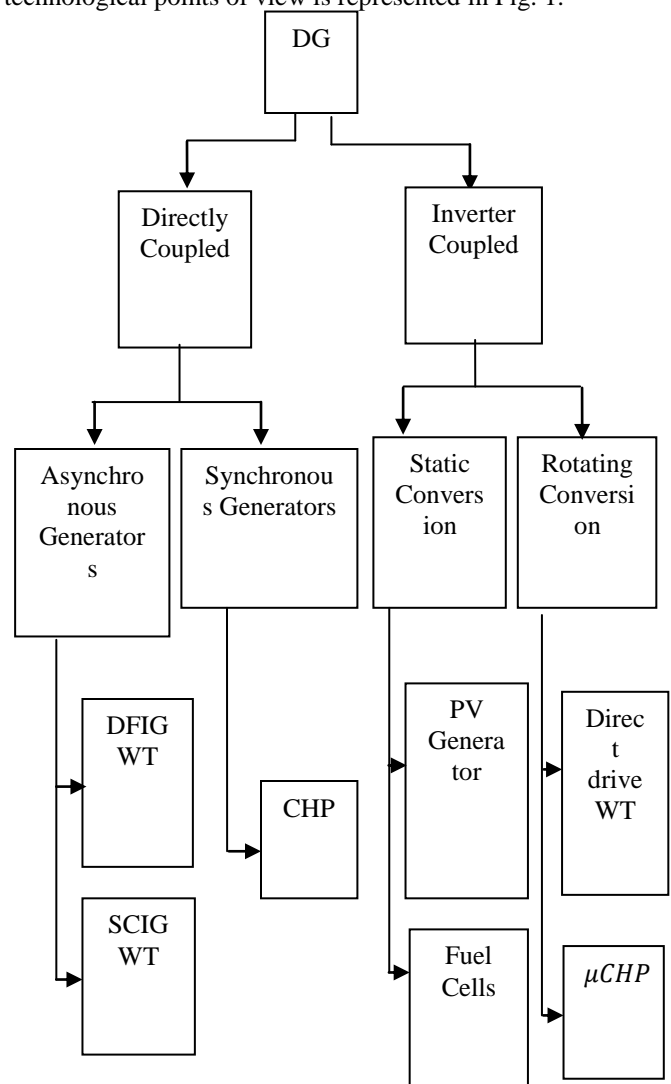 technological points of view is represented in Fig. 1.
DG
Directly
Coupled
Inverter
Coupled
Asynchro
nous
Generator
s
Synchronou
s Generators
Static
Convers
ion
Rotating
Conversi
on
DFIG
WT
PV
Genera
tor
Direc
t
drive
WT
CHP
SCIG
WT
Fuel
Cells
μCHP